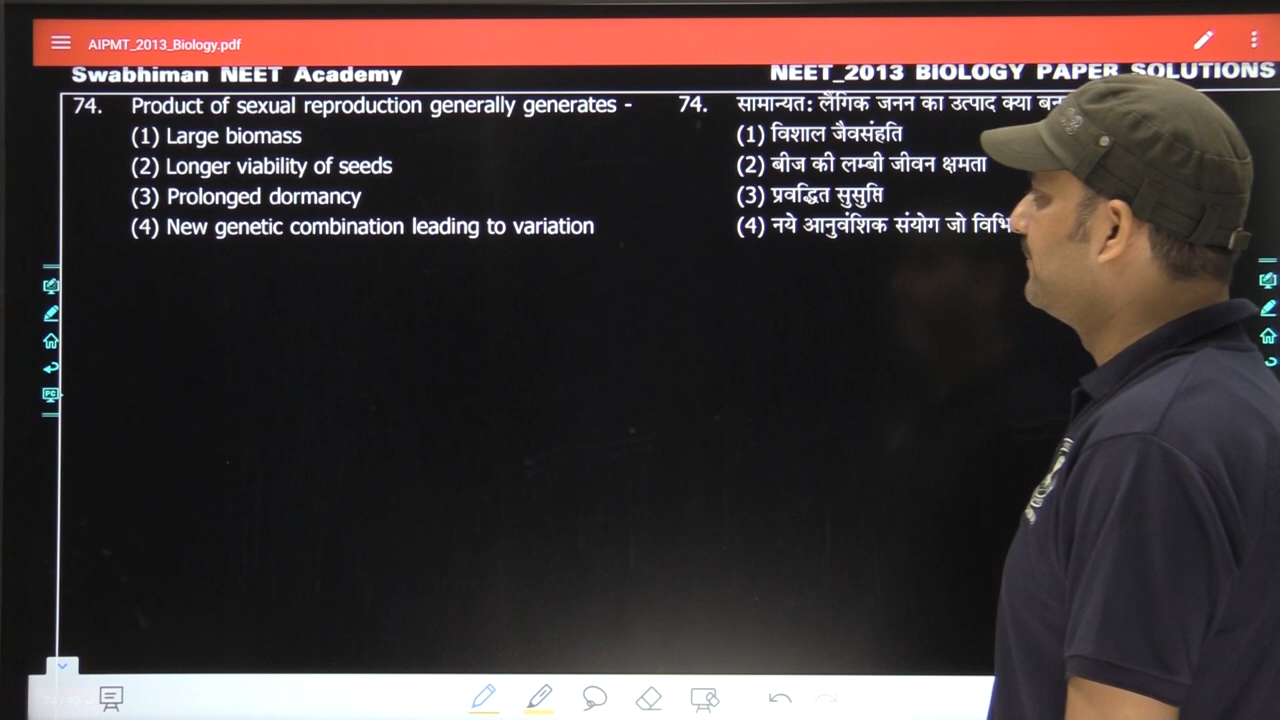 AIPMT_2013_Biology.pdf
Swabhiman NEET Academy
NEET_2013 BIOLOGY PAPER SOLUTIONS
74. Product of sexual reproduction generally generates -
(1) Large biomass
(2) Longer viability of seeds
(3) Prolonged dormancy
(4) New genetic combination leading to variation
74. सामान्यत: लैंगिक जनन का उत्पाद क्या
(1) विशाल जैवसंहति
(2) बीज की लम्बी जीवन क्षमता
(3) प्रवद्धित सुसुप्ति
(4) नये आनुवंशिक संयोग जो
PC